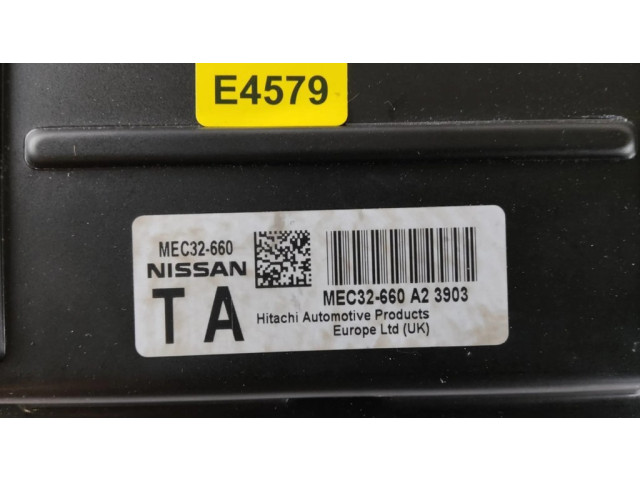 E4579
MEC32-660
NISSAN
TA
MEC32-660 A2 3903
Hitachi Automotive Products
Europe Ltd (UK)